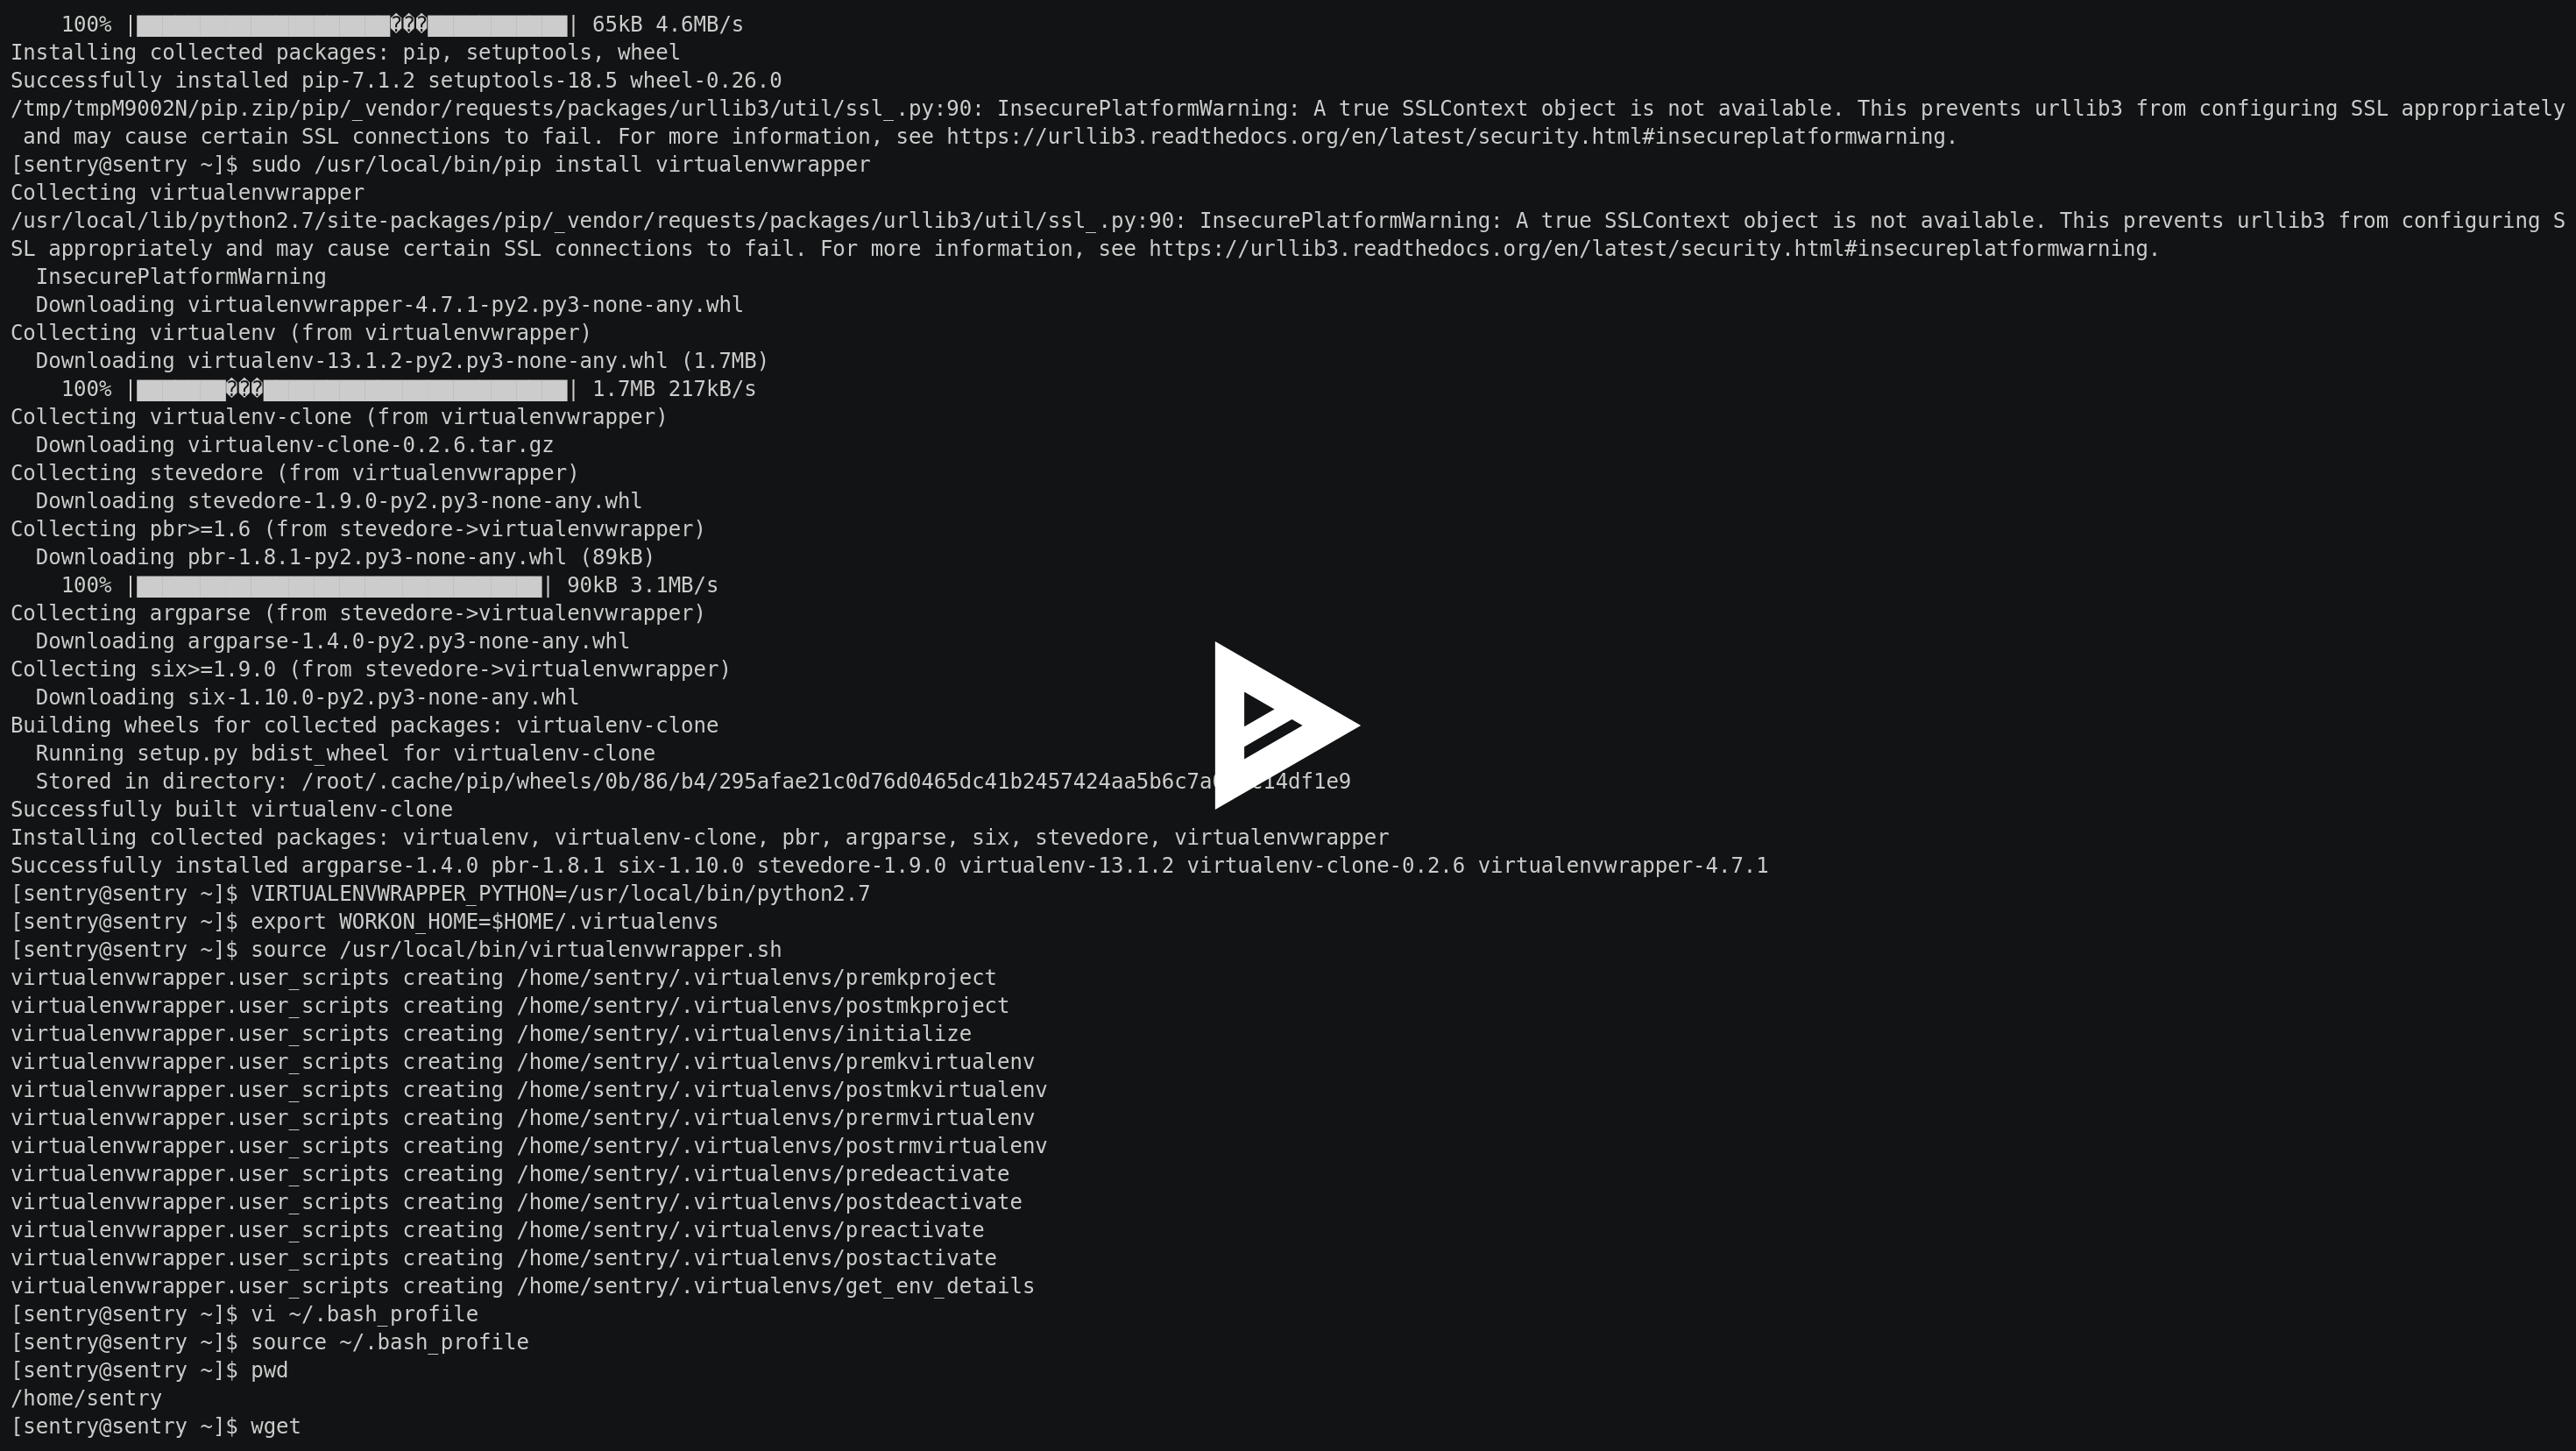 100% |█████████████████████���███████████| 65kB 4.6MB/s
Installing collected packages: pip, setuptools, wheel
Successfully installed pip-7.1.2 setuptools-18.5 wheel-0.26.0
/tmp/tmpM9002N/pip.zip/pip/_vendor/requests/packages/urllib3/util/ssl_.py:90: InsecurePlatformWarning: A true SSLContext object is not available. This prevents urllib3 from configuring SSL appropriately
and may cause certain SSL connections to fail. For more information, see https://urllib3.readthedocs.org/en/latest/security.html#insecureplatformwarning.
[sentry@sentry ~]$ sudo /usr/local/bin/pip install virtualenvwrapper
Collecting virtualenvwrapper
/usr/local/lib/python2.7/site-packages/pip/_vendor/requests/packages/urllib3/util/ssl_.py:90: InsecurePlatformWarning: A true SSLContext object is not available. This prevents urllib3 from configuring S
SL appropriately and may cause certain SSL connections to fail. For more information, see https://urllib3.readthedocs.org/en/latest/security.html#insecureplatformwarning.
InsecurePlatformWarning
Downloading virtualenvwrapper-4.7.1-py2.py3-none-any.whl
Collecting virtualenv (from virtualenvwrapper)
Downloading virtualenv-13.1.2-py2.py3-none-any.whl (1.7MB)
100% |███████���████████████████████████| 1.7MB 217kB/s
Collecting virtualenv-clone (from virtualenvwrapper)
Downloading virtualenv-clone-0.2.6.tar.gz
Collecting stevedore (from virtualenvwrapper)
Downloading stevedore-1.9.0-py2.py3-none-any.whl
Collecting pbr>=1.6 (from stevedore->virtualenvwrapper)
Downloading pbr-1.8.1-py2.py3-none-any.whl (89kB)
100% |████████████████████████████████| 90kB 3.1MB/s
Collecting argparse (from stevedore->virtualenvwrapper)
Downloading argparse-1.4.0-py2.py3-none-any.whl
Collecting six>=1.9.0 (from stevedore->virtualenvwrapper)
Downloading six-1.10.0-py2.py3-none-any.whl
Building wheels for collected packages: virtualenv-clone
Running setup.py bdist_wheel for virtualenv-clone
Stored in directory:
Successfully built virtualenv-clone
Installing collected packages: virtualenv, virtualenv-clone, pbr, argparse, six, stevedore, virtualenvwrapper
Successfully installed argparse-1.4.0 pbr-1.8.1 six-1.10.0 stevedore-1.9.0 virtualenv-13.1.2 virtualenv-clone-0.2.6 virtualenvwrapper-4.7.1
[sentry@sentry ~]$ VIRTUALENVWRAPPER_PYTHON=/usr/local/bin/python2.7
[sentry@sentry ~]$ export WORKON_HOME=$HOME/.virtualenvs
[sentry@sentry ~]$ source /usr/local/bin/virtualenvwrapper.sh
virtualenvwrapper.user_scripts creating /home/sentry/.virtualenvs/premkproject
virtualenvwrapper.user_scripts creating /home/sentry/.virtualenvs/postmkproject
virtualenvwrapper.user_scripts creating /home/sentry/.virtualenvs/initialize
virtualenvwrapper.user_scripts creating /home/sentry/.virtualenvs/premkvirtualenv
virtualenvwrapper.user_scripts creating /home/sentry/.virtualenvs/postmkvirtualenv
virtualenvwrapper.user_scripts creating /home/sentry/.virtualenvs/prermvirtualenv
virtualenvwrapper.user_scripts creating /home/sentry/.virtualenvs/postrmvirtualenv
virtualenvwrapper.user_scripts creating /home/sentry/.virtualenvs/predeactivate
virtualenvwrapper.user_scripts creating /home/sentry/.virtualenvs/postdeactivate
virtualenvwrapper.user_scripts creating /home/sentry/.virtualenvs/preactivate
virtualenvwrapper.user_scripts creating /home/sentry/.virtualenvs/postactivate
virtualenvwrapper.user_scripts creating /home/sentry/.virtualenvs/get_env_details
[sentry@sentry ~]$ vi ~/.bash_profile
[sentry@sentry ~]$ source ~/.bash_profile
[sentry@sentry ~]$ pwd
/home/sentry
[sentry@sentry ~]$ wget